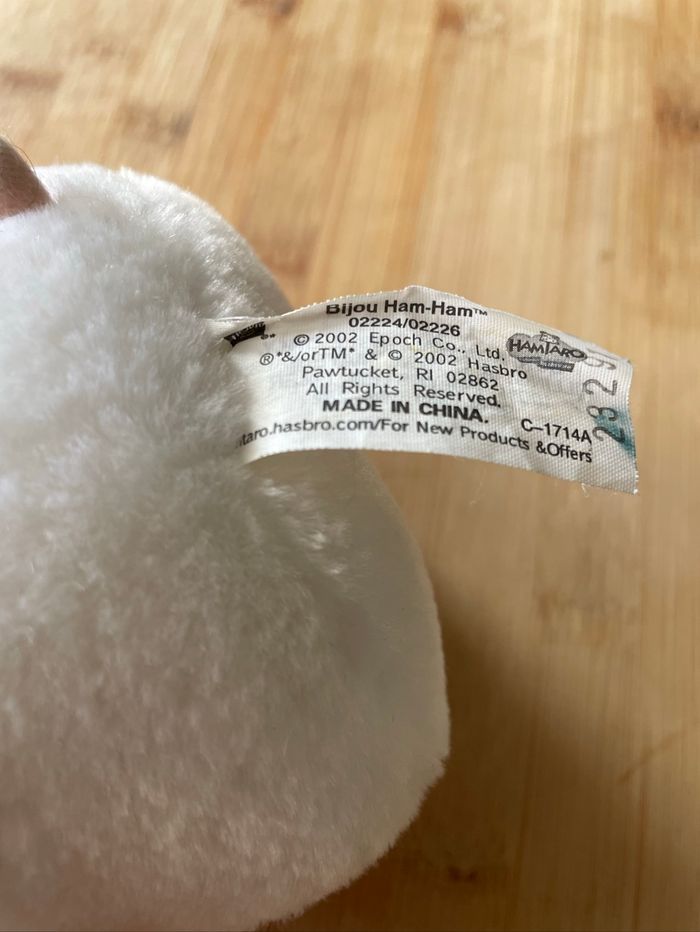 Bijou Ham-Ham™
02224/02226
© 2002 Epoch Co., Ltd.
®*&/orTM* & © 2002 Hasbro
Pawtucket, RI 02862
All Rights Reserved.
MADE IN CHINA.
C-1714A
taro.hasbro.com/For New Products &Offers
HAMTARO